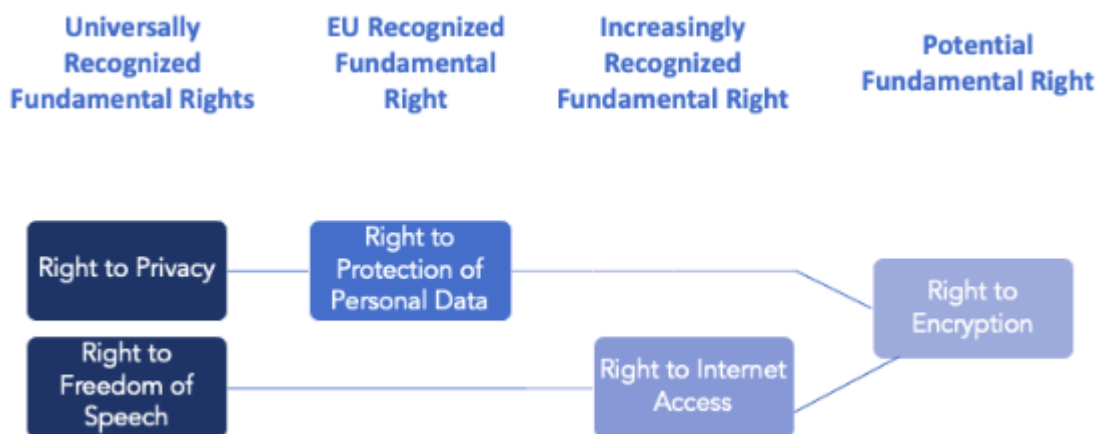 Universally
Recognized
Fundamental Rights
EU Recognized
Fundamental
Right
Increasingly
Recognized
Fundamental Right
Potential
Fundamental Right
Right to Privacy
Right to
Protection of
Personal Data
Right to
Encryption
Right to
Freedom of
Speech
Right to Internet
Access